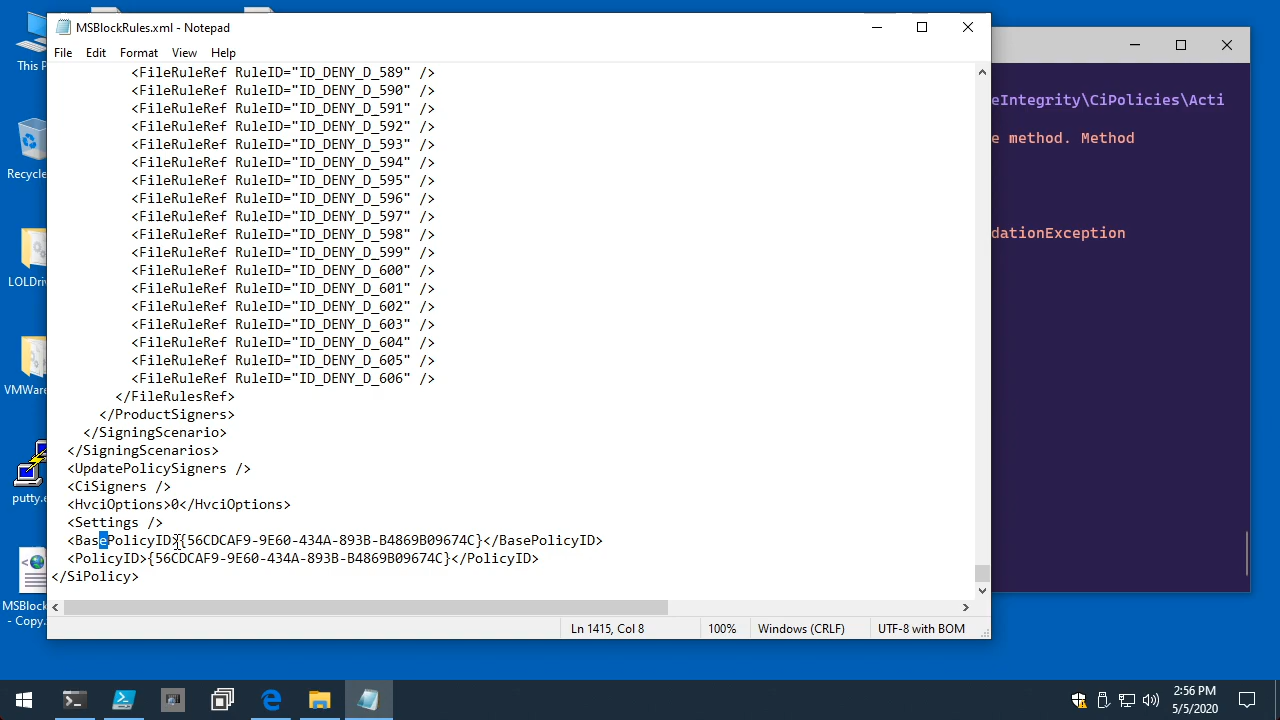 MSBlockRules.xml - Notepad
File Edit Format View Help
<FileRuleRef RuleID="ID_DENY_D_589" />
<FileRuleRef RuleID="ID_DENY_D_590" />
<FileRuleRef RuleID="ID_DENY_D_591" />
<FileRuleRef RuleID="ID_DENY_D_592" />
<FileRuleRef RuleID="ID_DENY_D_593" />
<FileRuleRef RuleID="ID_DENY_D_594" />
<FileRuleRef RuleID="ID_DENY_D_595" />
<FileRuleRef RuleID="ID_DENY_D_596" />
<FileRuleRef RuleID="ID_DENY_D_597" />
<FileRuleRef RuleID="ID_DENY_D_598" />
<FileRuleRef RuleID="ID_DENY_D_599" />
<FileRuleRef RuleID="ID_DENY_D_600" />
<FileRuleRef RuleID="ID_DENY_D_601" />
<FileRuleRef RuleID="ID_DENY_D_602" />
<FileRuleRef RuleID="ID_DENY_D_603" />
<FileRuleRef RuleID="ID_DENY_D_604" />
<FileRuleRef RuleID="ID_DENY_D_605" />
<FileRuleRef RuleID="ID_DENY_D_606" />
</FileRulesRef>
</ProductSigners>
</SigningScenario>
</SigningScenarios>
<UpdatePolicySigners />
<CiSigners />
<HvciOptions>0</HvciOptions>
<Settings />
<BasePolicyID>{56CDCAF9-9E60-434A-893B-B4869B09674C}</BasePolicyID>
<PolicyID>{56CDCAF9-9E60-434A-893B-B4869B09674C}</PolicyID>
</SiPolicy>
Ln 1415, Col 8 100% Windows (CRLF) UTF-8 with BOM
eIntegrity\CiPolicies\Acti
e method. Method
dationException
This P
Recycle
LOLDriv
VMWare
putty.e
MSBlock
- Copy.
2:56 PM
5/5/2020